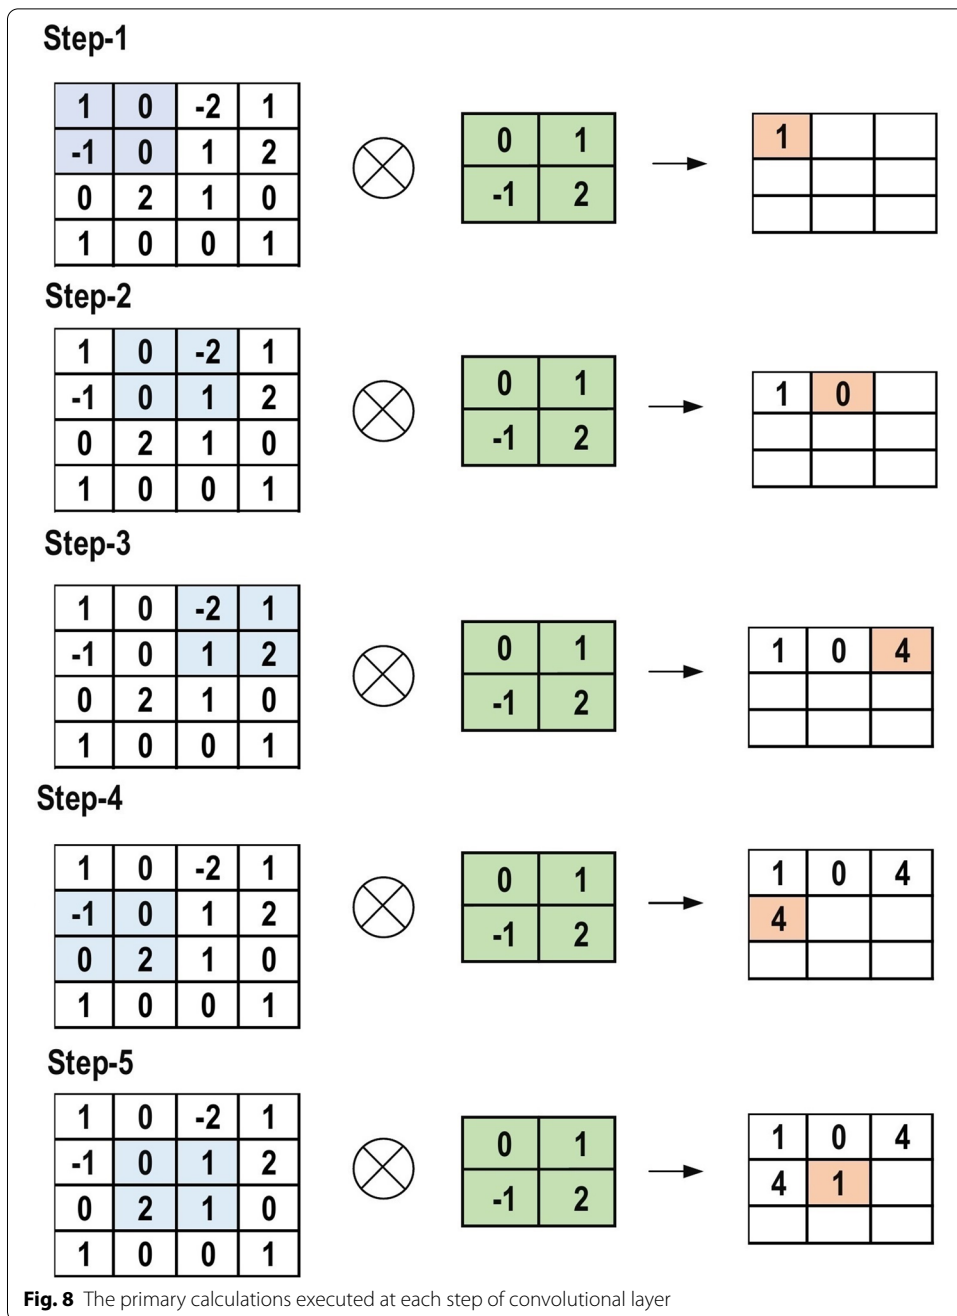 Step-1
1 0 -2 1
-1 0 1 2
0 2 1 0
1 0 0 1
0 1
-1 2
1
Step-2
1 0 -2 1
-1 0 1 2
0 2 1 0
1 0 0 1
0 1
-1 2
1 0
Step-3
1 0 -2 1
-1 0 1 2
0 2 1 0
1 0 0 1
0 1
-1 2
1 0 4
Step-4
1 0 -2 1
-1 0 1 2
0 2 1 0
1 0 0 1
0 1
-1 2
1 0 4
4
Step-5
1 0 -2 1
-1 0 1 2
0 2 1 0
1 0 0 1
0 1
-1 2
1 0 4
4 1
Fig. 8 The primary calculations executed at each step of convolutional layer